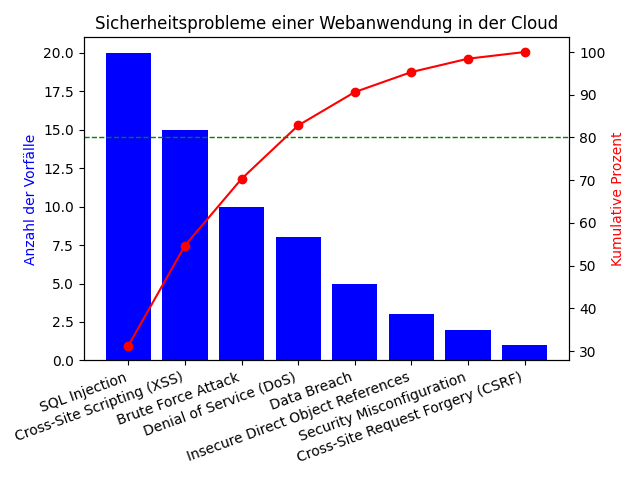 Sicherheitsprobleme einer Webanwendung in der Cloud
Anzahl der Vorfälle
20.0
17.5
15.0
12.5
10.0
7.5
5.0
2.5
0.0
100
90
80
70
60
50
40
30
Kumulative Prozent
SQL Injection
Cross-Site Scripting (XSS)
Brute Force Attack
Denial of Service (DoS)
Data Breach
Insecure Direct Object References
Security Misconfiguration
Cross-Site Request Forgery (CSRF)